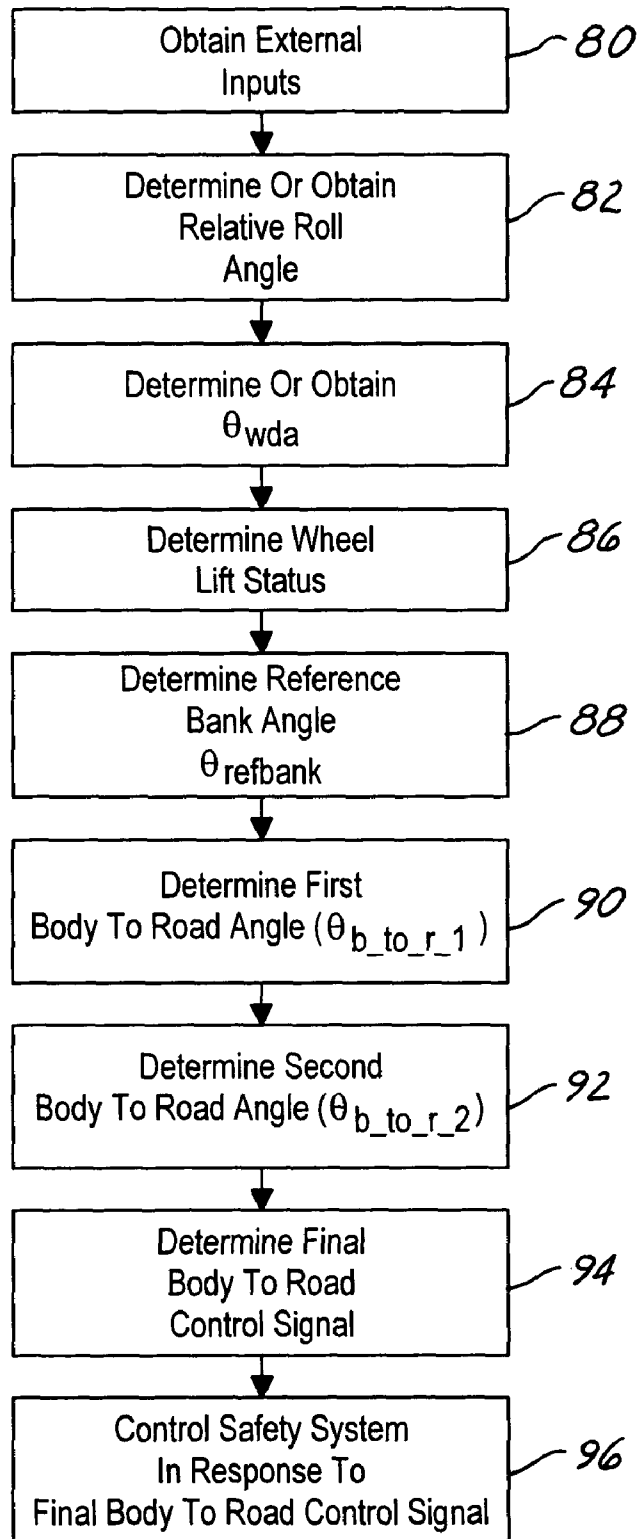 Obtain External
Inputs
80
Determine Or Obtain
Relative Roll
Angle
82
Determine Or Obtain
θwda
84
Determine Wheel
Lift Status
86
Determine Reference
Bank Angle
θrefbank
88
Determine First
Body To Road Angle (θb_to_r_1)
90
Determine Second
Body To Road Angle (θb_to_r_2)
92
Determine Final
Body To Road
Control Signal
94
Control Safety System
In Response To
Final Body To Road Control Signal
96